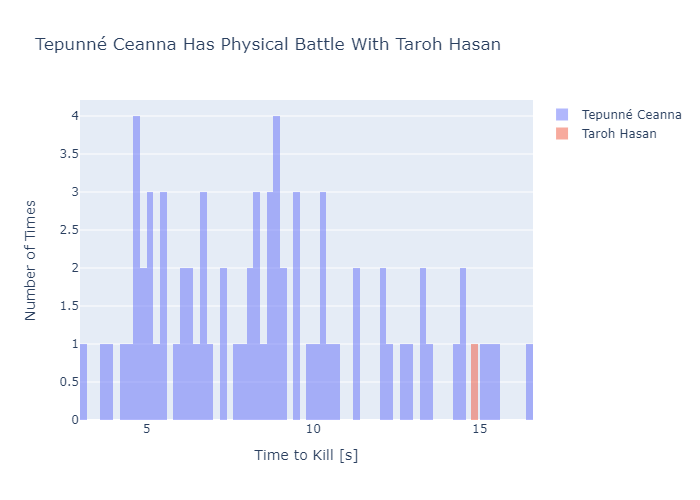 Tepunné Ceanna Has Physical Battle With Taroh Hasan
Tepunné Ceanna
Taroh Hasan
Number of Times
4
3.5
3
2.5
2
1.5
1
0.5
0
5
10
15
Time to Kill [s]